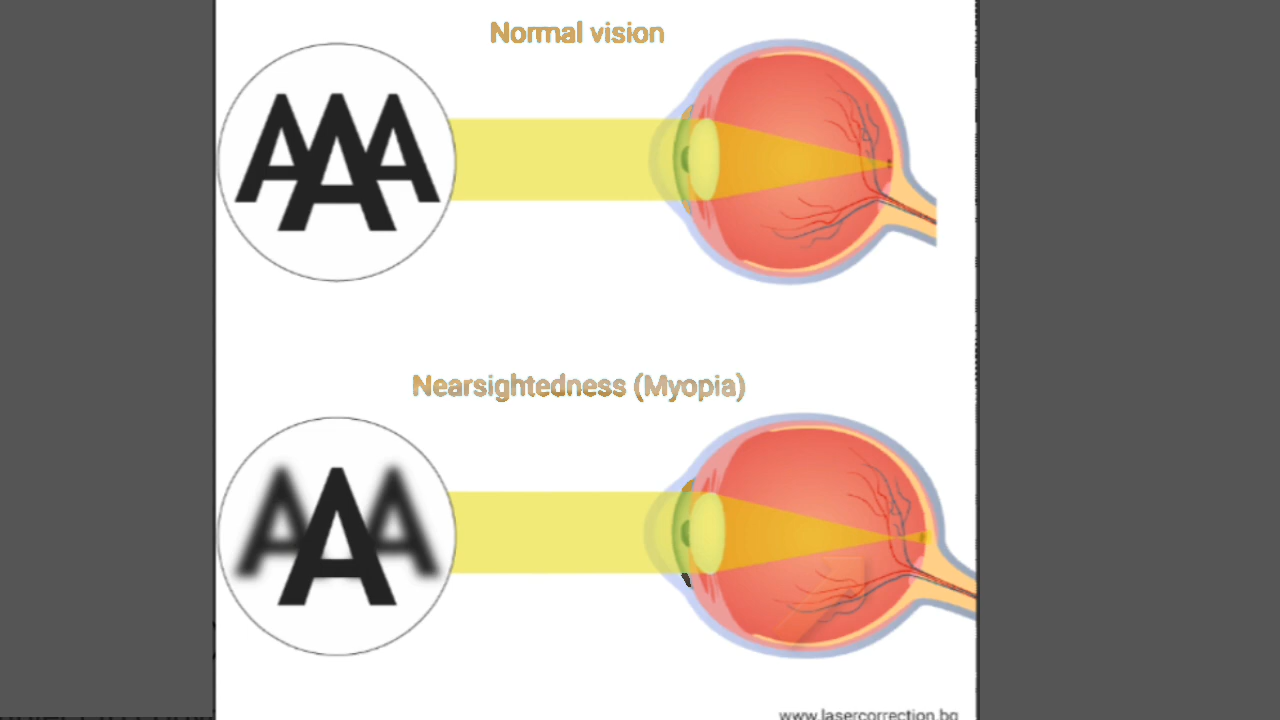 Normal vision
AAA
Nearsightedness (Myopia)
AAA
www.lasercorrection.bg